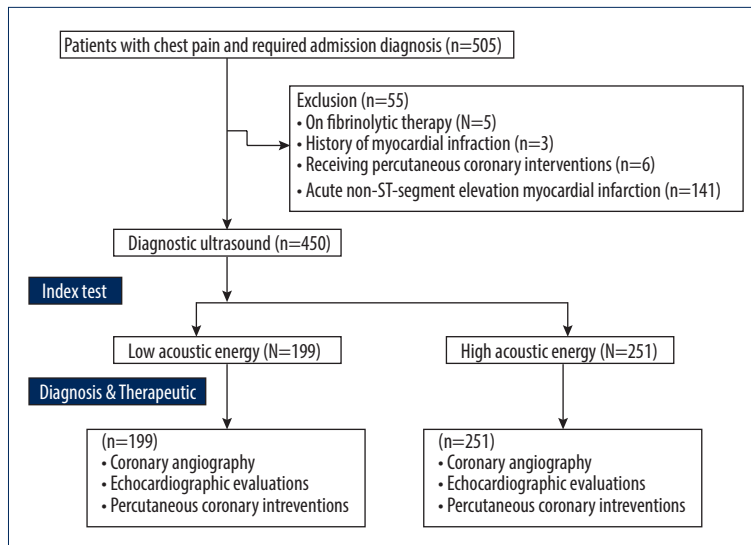 Patients with chest pain and required admission diagnosis (n=505)
Exclusion (n=55)
• On fibrinolytic therapy (N=5)
• History of myocardial infraction (n=3)
• Receiving percutaneous coronary interventions (n=6)
• Acute non-ST-segment elevation myocardial infarction (n=141)
Diagnostic ultrasound (n=450)
Index test
Low acoustic energy (N=199)
High acoustic energy (N=251)
Diagnosis & Therapeutic
(n=199)
• Coronary angiography
• Echocardiographic evaluations
• Percutaneous coronary intreventions
(n=251)
• Coronary angiography
• Echocardiographic evaluations
• Percutaneous coronary intreventions